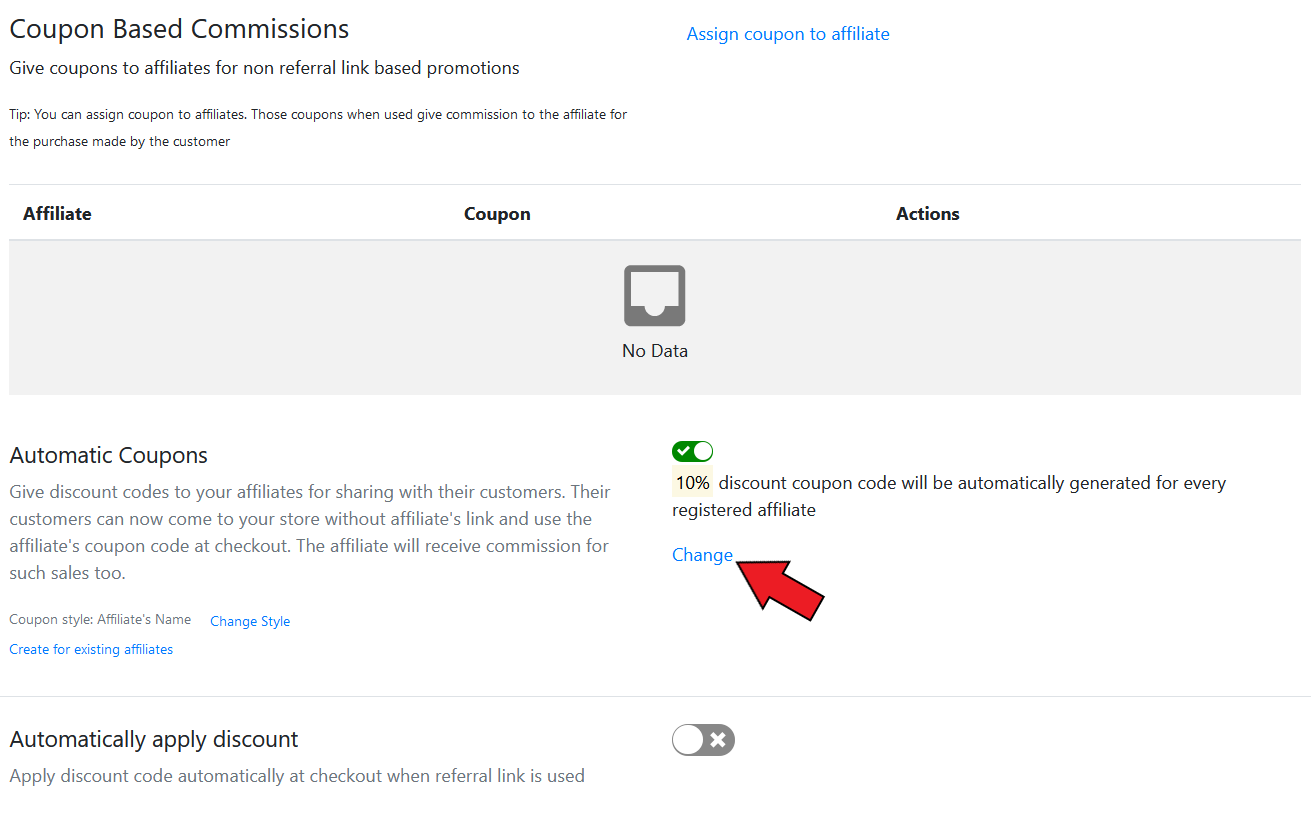 Coupon Based Commissions
Assign coupon to affiliate
Give coupons to affiliates for non referral link based promotions
Tip: You can assign coupon to affiliates. Those coupons when used give commission to the affiliate for
the purchase made by the customer
Affiliate Coupon Actions
No Data
Automatic Coupons
Give discount codes to your affiliates for sharing with their customers. Their
customers can now come to your store without affiliate's link and use the
affiliate's coupon code at checkout. The affiliate will receive commission for
such sales too.
Coupon style: Affiliate's Name Change Style
Create for existing affiliates
10% discount coupon code will be automatically generated for every
registered affiliate
Change
Automatically apply discount
Apply discount code automatically at checkout when referral link is used